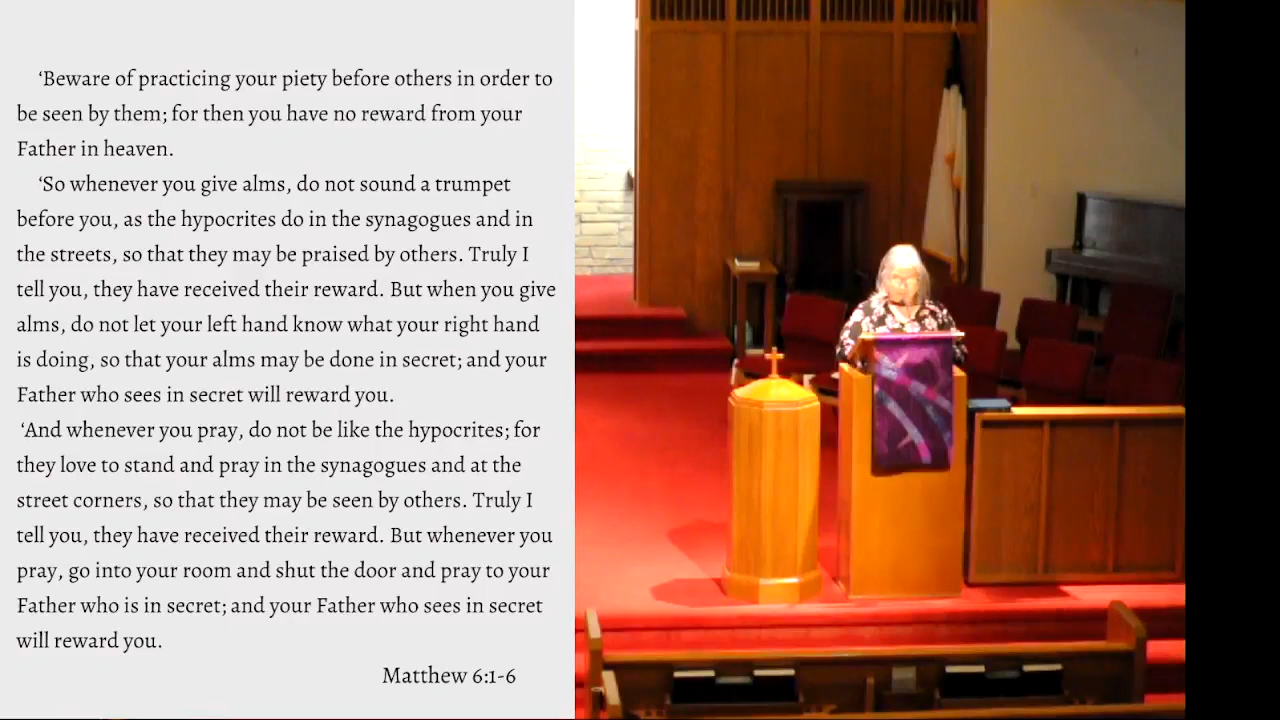 ‘Beware of practicing your piety before others in order to
be seen by them; for then you have no reward from your
Father in heaven.
‘So whenever you give alms, do not sound a trumpet
before you, as the hypocrites do in the synagogues and in
the streets, so that they may be praised by others. Truly I
tell you, they have received their reward. But when you give
alms, do not let your left hand know what your right hand
is doing, so that your alms may be done in secret; and your
Father who sees in secret will reward you.
‘And whenever you pray, do not be like the hypocrites; for
they love to stand and pray in the synagogues and at the
street corners, so that they may be seen by others. Truly I
tell you, they have received their reward. But whenever you
pray, go into your room and shut the door and pray to your
Father who is in secret; and your Father who sees in secret
will reward you.
Matthew 6:1-6